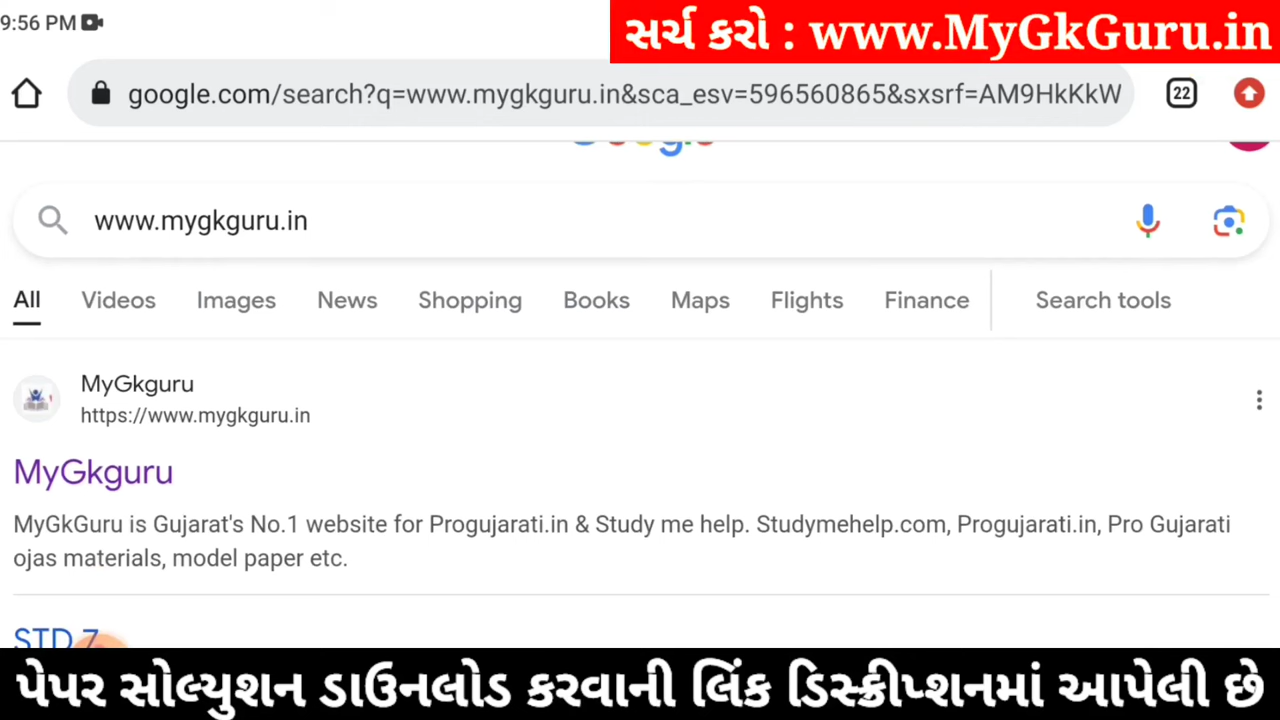 9:56 PM
સર્ચ કરો : www.MyGkGuru.in
google.com/search?q=www.mygkguru.in&sca_esv=596560865&sxsrf=AM9HkKkW
22
www.mygkguru.in
All Videos Images News Shopping Books Maps Flights Finance Search tools
MyGkguru
https://www.mygkguru.in
MyGkguru
MyGkGuru is Gujarat's No.1 website for Progujarati.in & Study me help. Studymehelp.com, Progujarati.in, Pro Gujarati
ojas materials, model paper etc.
STD 7
પેપર સોલ્યુશન ડાઉનલોડ કરવાની લિંક ડિસ્ક્રીપ્શનમાં આપેલી છે